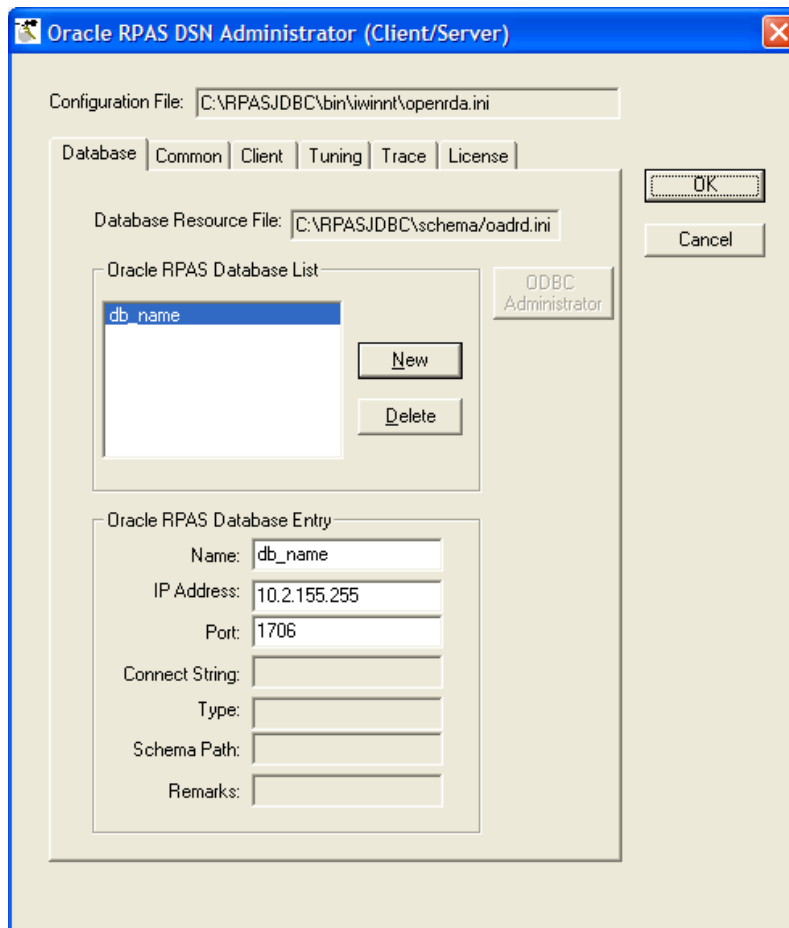 Oracle RPAS DSN Administrator (Client/Server)
Configuration File: C:\RPASJDBC\bin\iwinnt\openrda.ini
Database Common Client Tuning Trace License
OK
Database Resource File: C:\RPASJDBC\schema/oadrd.ini
Cancel
Oracle RPAS Database List
ODBC
Administrator
db_name
New
Delete
Oracle RPAS Database Entry
Name: db_name
IP Address: 10.2.155.255
Port: 1706
Connect String:
Type:
Schema Path:
Remarks: